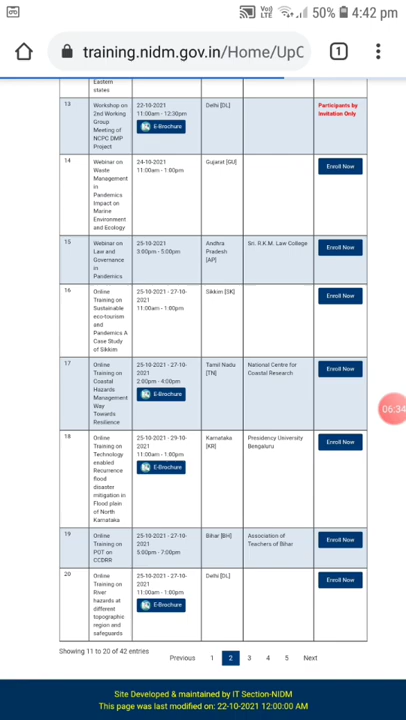 VoI)
LTE
50%
4:42 pm
training.nidm.gov.in/Home/UpC
1
Eastern
states
13
Workshop on
2nd Working
Group
Meeting of
NCPC DMP
Project
22-10-2021
11:00am - 12:30pm
E-Brochure
Delhi [DL]
Participants by
Invitation Only
14
Webinar on
Waste
Management
in
Pandemics
Impact on
Marine
Environment
and Ecology
24-10-2021
11:00am - 1:00pm
Gujarat [GU]
Enroll Now
15
Webinar on
Law and
Governance
in
Pandemics
25-10-2021
3:00pm - 5:00pm
Andhra
Pradesh
[AP]
Sri. R.K.M. Law College
Enroll Now
16
Online
Training on
Sustainable
eco-tourism
and
Pandemics A
Case Study
of Sikkim
25-10-2021 - 27-10-
2021
11:00am - 1:00pm
Sikkim [SK]
Enroll Now
17
Online
Training on
Coastal
Hazards
Management
Way
Towards
Resilience
25-10-2021 - 27-10-
2021
2:00pm - 4:00pm
E-Brochure
Tamil Nadu
[TN]
National Centre for
Coastal Research
Enroll Now
06:34
18
Online
Training on
Technology
enabled
Recurrence
flood
disaster
mitigation in
Flood plain
of North
Karnataka
25-10-2021 - 29-10-
2021
11:00am - 1:00pm
E-Brochure
Karnataka
[KR]
Presidency University
Bengaluru
Enroll Now
19
Online
Training on
POT on
CCDRR
25-10-2021 - 27-10-
2021
5:00pm - 7:00pm
Bihar [BH]
Association of
Teachers of Bihar
Enroll Now
20
Online
Training on
River
hazards at
different
topographic
region and
safeguards
25-10-2021 - 27-10-
2021
11:00am - 1:00pm
E-Brochure
Delhi [DL]
Enroll Now
Showing 11 to 20 of 42 entries
Previous 1 2 3 4 5 Next
Site Developed & maintained by IT Section-NIDM
This page was last modified on: 22-10-2021 12:00:00 AM